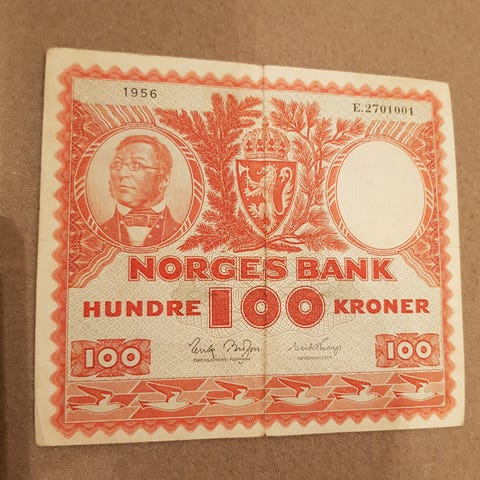 1956
E.2701001
NORGES BANK
HUNDRE 100 KRONER
100
100